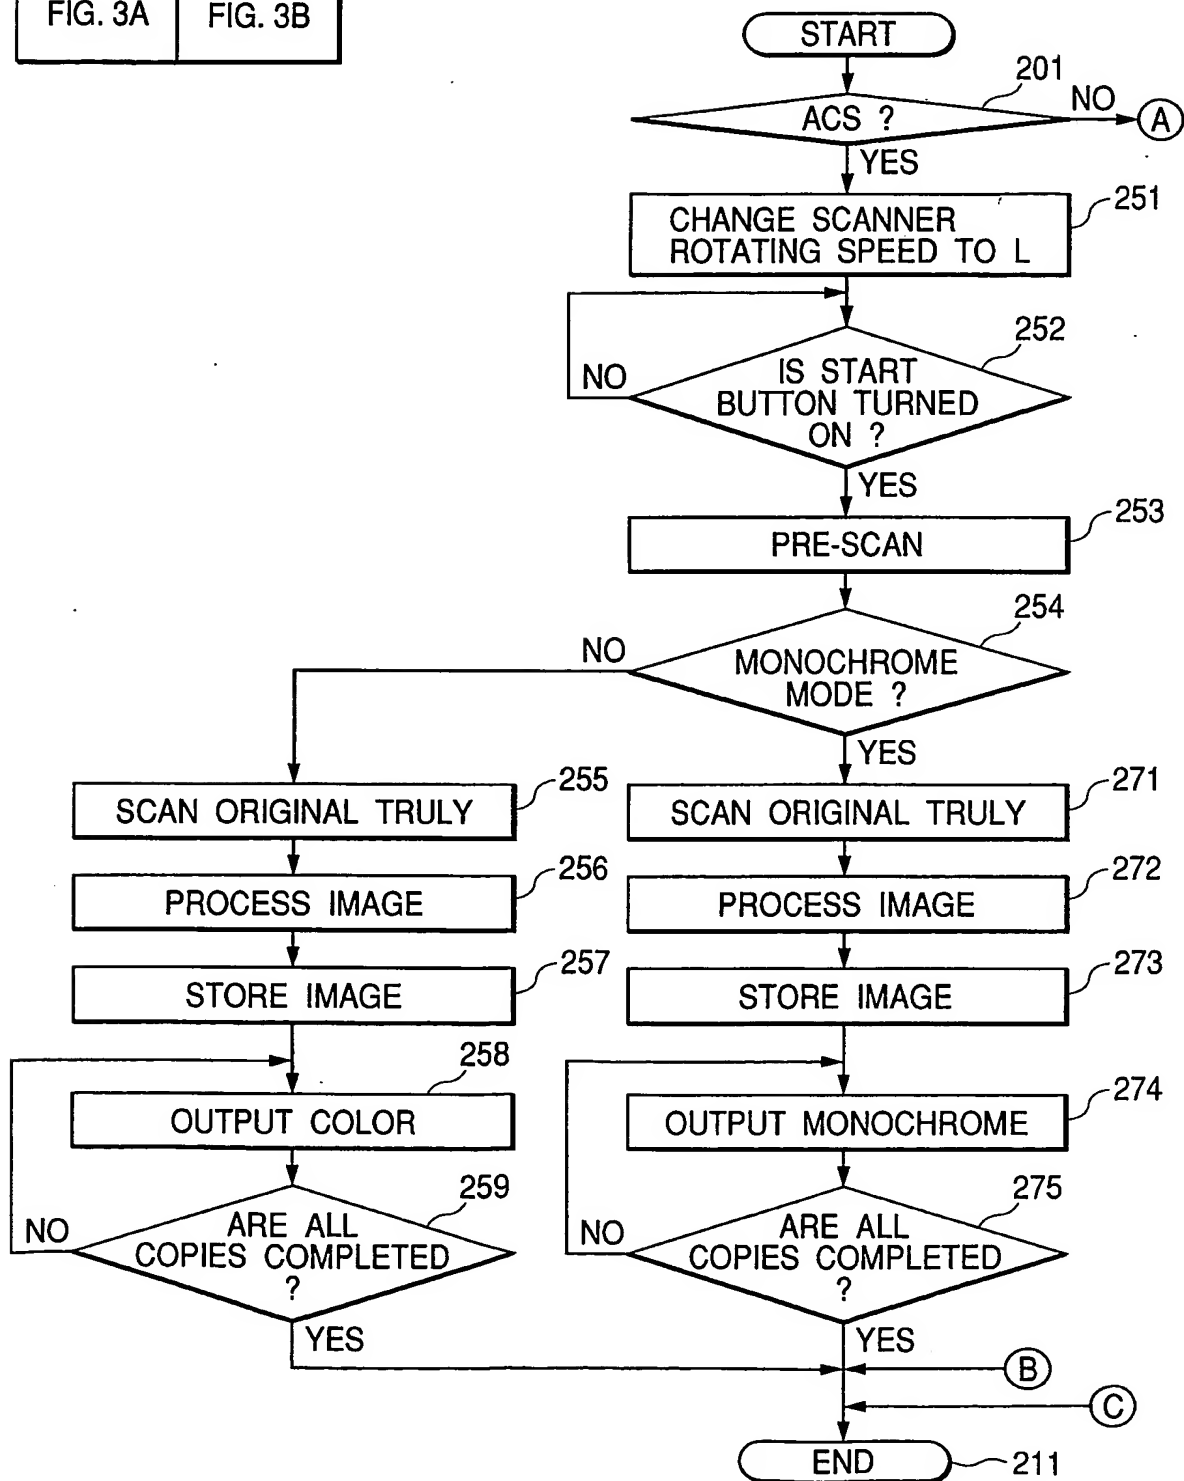 FIG. 3A
FIG. 3B
START
201
ACS ?
NO
A
YES
251
CHANGE SCANNER
ROTATING SPEED TO L
252
IS START
BUTTON TURNED
ON ?
NO
YES
253
PRE-SCAN
254
MONOCHROME
MODE ?
NO
YES
255
SCAN ORIGINAL TRULY
271
SCAN ORIGINAL TRULY
256
PROCESS IMAGE
272
PROCESS IMAGE
257
STORE IMAGE
273
STORE IMAGE
258
OUTPUT COLOR
274
OUTPUT MONOCHROME
259
ARE ALL
COPIES COMPLETED
?
NO
YES
275
ARE ALL
COPIES COMPLETED
?
NO
YES
B
C
END
211